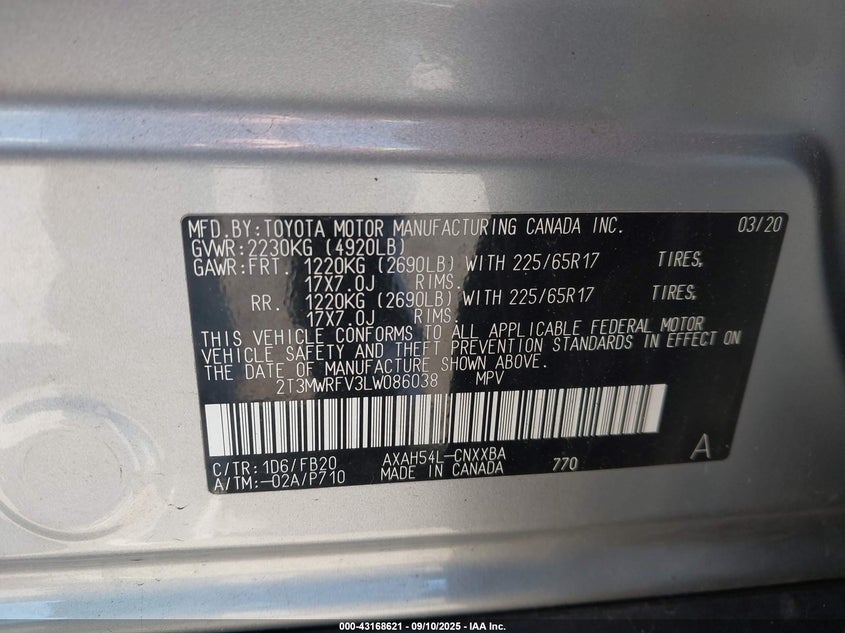 MFD.BY:TOYOTA MOTOR MANUFACTURING CANADA INC. 03/20
GVWR:2230KG (4920LB)
GAWR:FRT. 1220KG (2690LB) WITH 225/65R17 TIRES,
17X7.0J RIMS.
RR. 1220KG (2690LB) WITH 225/65R17 TIRES,
17X7.0J RIMS.
THIS VEHICLE CONFORMS TO ALL APPLICABLE FEDERAL MOTOR
VEHICLE SAFETY AND THEFT PREVENTION STANDARDS IN EFFECT ON
THE DATE OF MANUFACTURE SHOWN ABOVE.
2T3MWRFV3LW086038 MPV
C/TR: 1D6/FB20 AXAH54L-CNXXBA 770 A
A/TM:-02A/P710 MADE IN CANADA
000-43168621 | 09/10/2025 - IAA Inc.